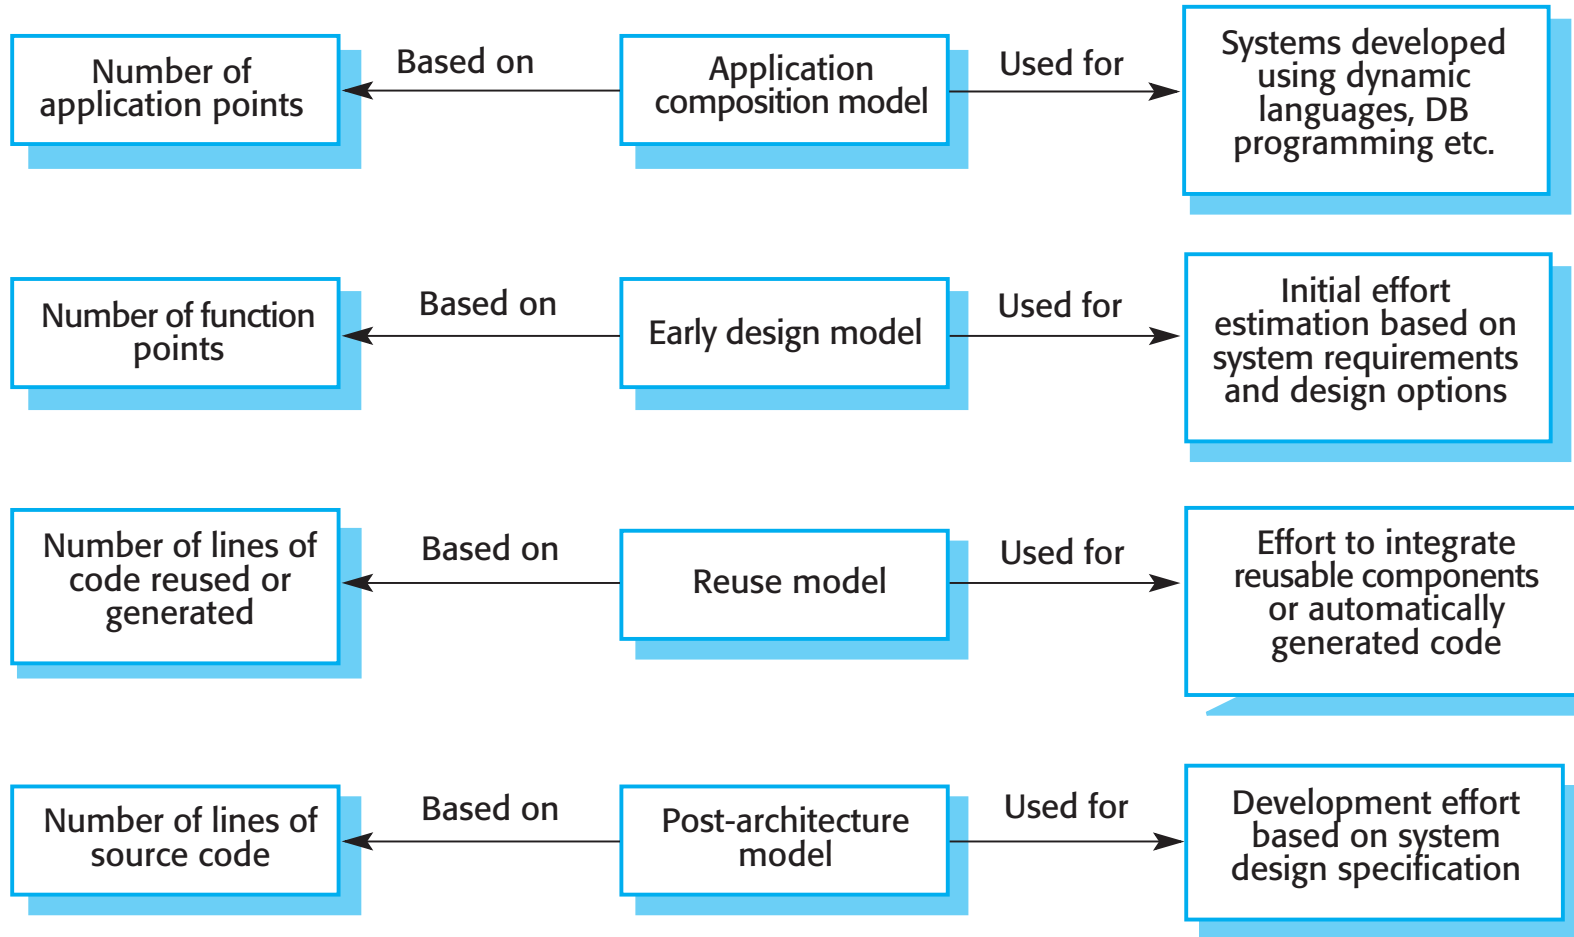 Number of
application points
Based on
Application
composition model
Used for
Systems developed
using dynamic
languages, DB
programming etc.
Number of function
points
Based on
Early design model
Used for
Initial effort
estimation based on
system requirements
and design options
Number of lines of
code reused or
generated
Based on
Reuse model
Used for
Effort to integrate
reusable components
or automatically
generated code
Number of lines of
source code
Based on
Post-architecture
model
Used for
Development effort
based on system
design specification